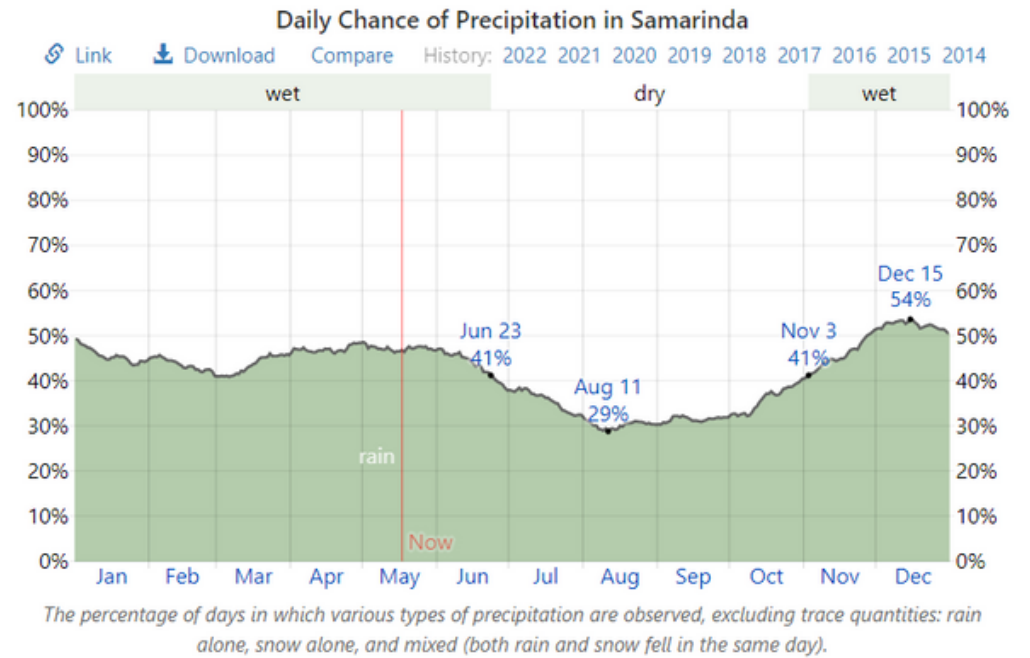 Daily Chance of Precipitation in Samarinda
Link Download Compare History: 2022 2021 2020 2019 2018 2017 2016 2015 2014
wet dry wet
100% 100%
90% 90%
80% 80%
70% 70%
60% 60%
50% 50%
40% 40%
30% 30%
20% 20%
10% 10%
0% 0%
Jun 23
41%
Aug 11
29%
Nov 3
41%
Dec 15
54%
rain
Now
Jan Feb Mar Apr May Jun Jul Aug Sep Oct Nov Dec
The percentage of days in which various types of precipitation are observed, excluding trace quantities: rain
alone, snow alone, and mixed (both rain and snow fell in the same day).